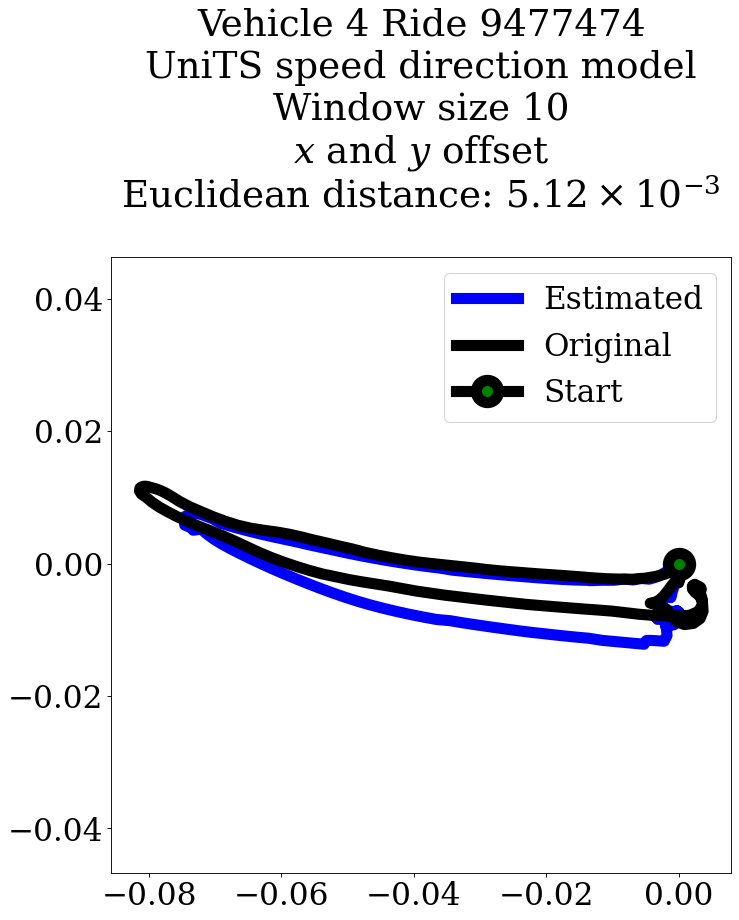 Vehicle 4 Ride 9477474
UniTS speed direction model
Window size 10
x and y offset
Euclidean distance: 5.12 × 10⁻³
Estimated
Original
Start
0.04
0.02
0.00
−0.02
−0.04
−0.08 −0.06 −0.04 −0.02 0.00